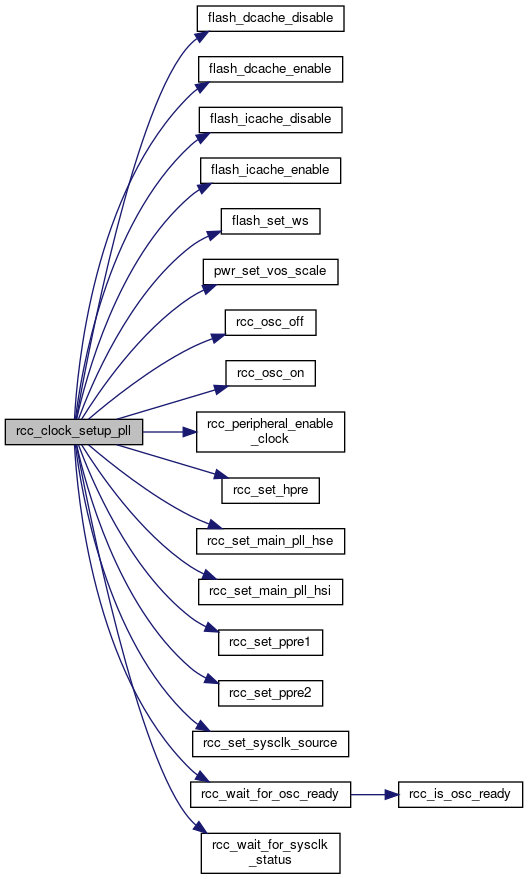 flash_dcache_disable
flash_dcache_enable
flash_icache_disable
flash_icache_enable
flash_set_ws
pwr_set_vos_scale
rcc_osc_off
rcc_osc_on
rcc_clock_setup_pll
rcc_peripheral_enable
_clock
rcc_set_hpre
rcc_set_main_pll_hse
rcc_set_main_pll_hsi
rcc_set_ppre1
rcc_set_ppre2
rcc_set_sysclk_source
rcc_wait_for_osc_ready
rcc_is_osc_ready
rcc_wait_for_sysclk
_status